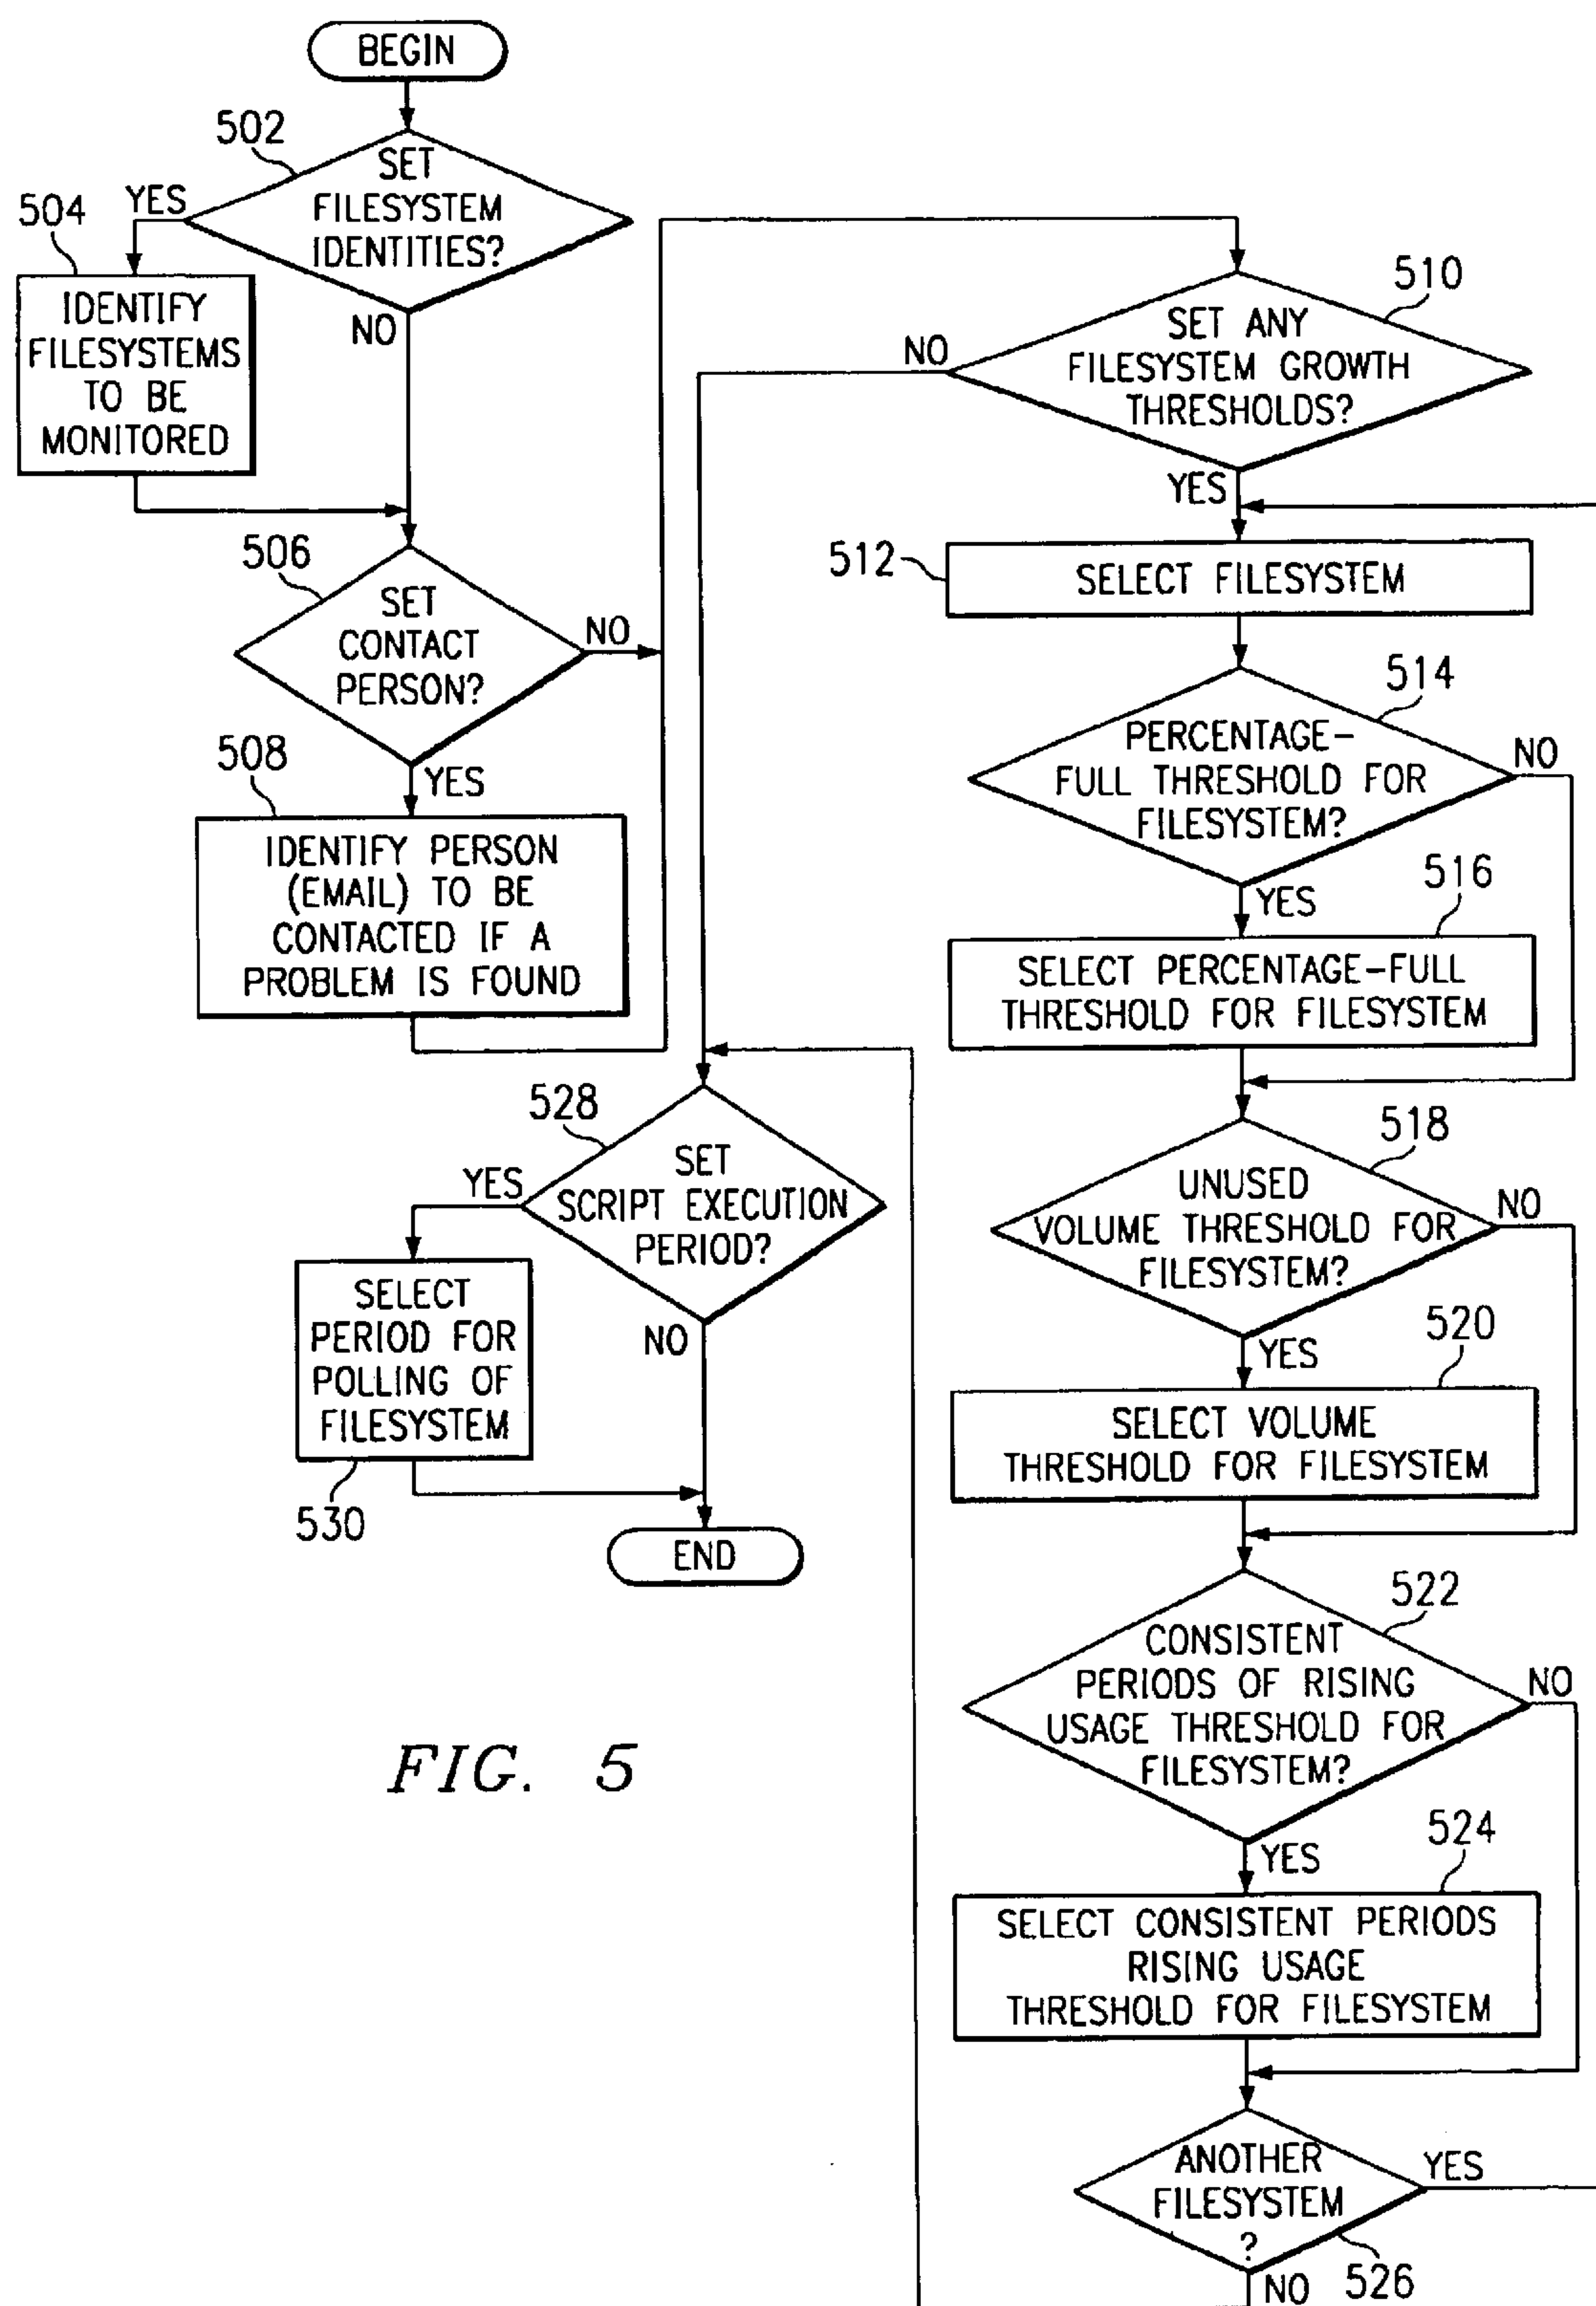 BEGIN
502
SET
FILESYSTEM
IDENTITIES?
YES
NO
504
IDENTIFY
FILESYSTEMS
TO BE
MONITORED
506
SET
CONTACT
PERSON?
NO
YES
508
IDENTIFY PERSON
(EMAIL) TO BE
CONTACTED IF A
PROBLEM IS FOUND
510
SET ANY
FILESYSTEM GROWTH
THRESHOLDS?
NO
YES
512
SELECT FILESYSTEM
514
PERCENTAGE-
FULL THRESHOLD FOR
FILESYSTEM?
NO
YES
516
SELECT PERCENTAGE-FULL
THRESHOLD FOR FILESYSTEM
518
UNUSED
VOLUME THRESHOLD FOR
FILESYSTEM?
NO
YES
520
SELECT VOLUME
THRESHOLD FOR FILESYSTEM
522
CONSISTENT
PERIODS OF RISING
USAGE THRESHOLD FOR
FILESYSTEM?
NO
YES
524
SELECT CONSISTENT PERIODS
RISING USAGE
THRESHOLD FOR FILESYSTEM
ANOTHER
FILESYSTEM
?
YES
526
NO
528
SET
SCRIPT EXECUTION
PERIOD?
YES
NO
SELECT
PERIOD FOR
POLLING OF
FILESYSTEM
530
END
FIG. 5